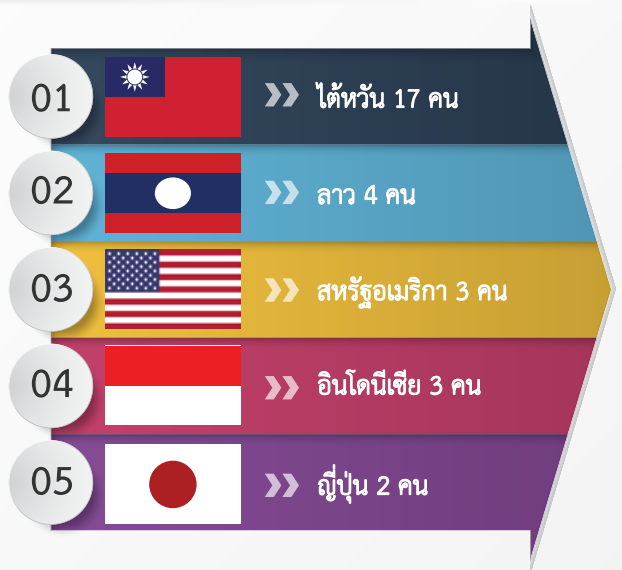 01
ไต้หวัน 17 คน
02
ลาว 4 คน
03
สหรัฐอเมริกา 3 คน
04
อินโดนีเซีย 3 คน
05
ญี่ปุ่น 2 คน